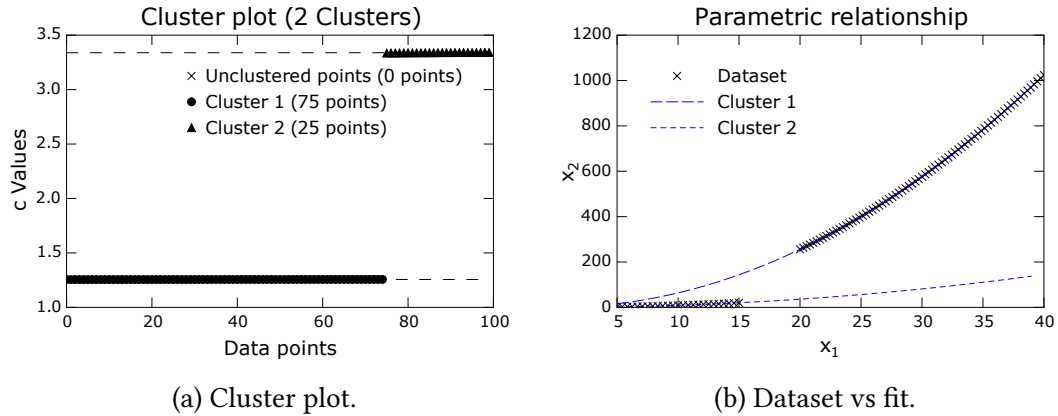 Cluster plot (2 Clusters)
3.5
3.0
2.5
2.0
1.5
1.0
c Values
Unclustered points (0 points)
Cluster 1 (75 points)
Cluster 2 (25 points)
0 20 40 60 80 100
Data points
(a) Cluster plot.
Parametric relationship
1200
1000
800
600
400
200
0
x_2
Dataset
Cluster 1
Cluster 2
5 10 15 20 25 30 35 40
x_1
(b) Dataset vs fit.